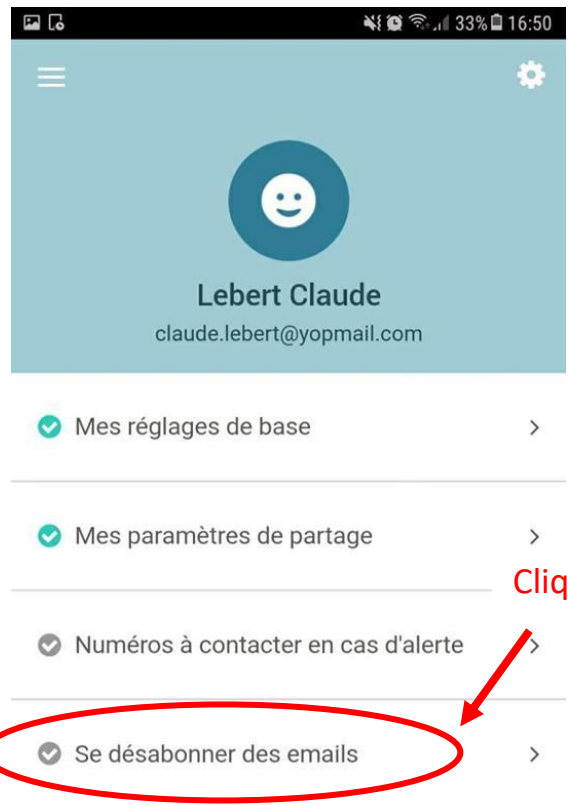 33% 16:50
Lebert Claude
claude.lebert@yopmail.com
Mes réglages de base
Mes paramètres de partage
Cliq
Numéros à contacter en cas d'alerte
Se désabonner des emails